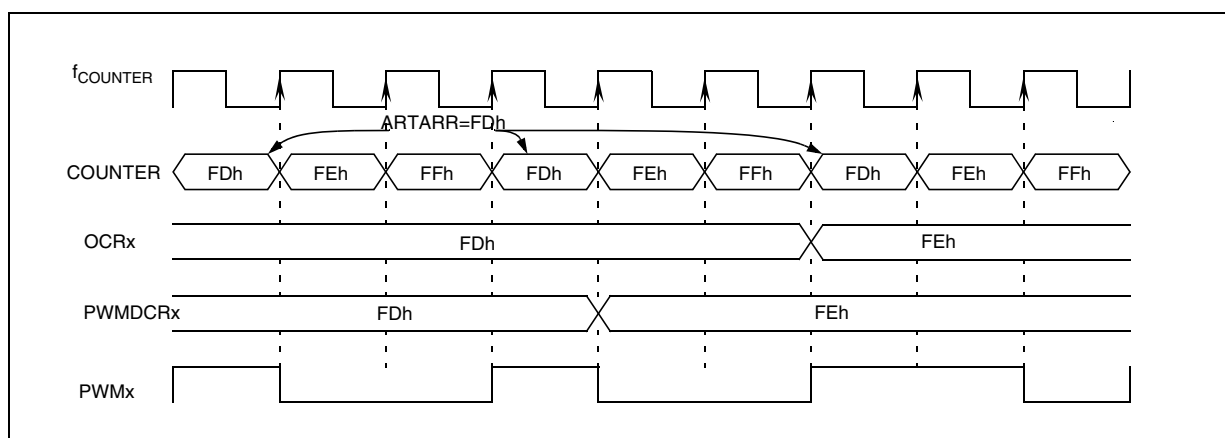 fCOUNTER
ARTARR=FDh
COUNTER FDh FEh FFh FDh FEh FFh FDh FEh FFh
OCRx FDh FEh
PWMDCRx FDh FEh
PWMx